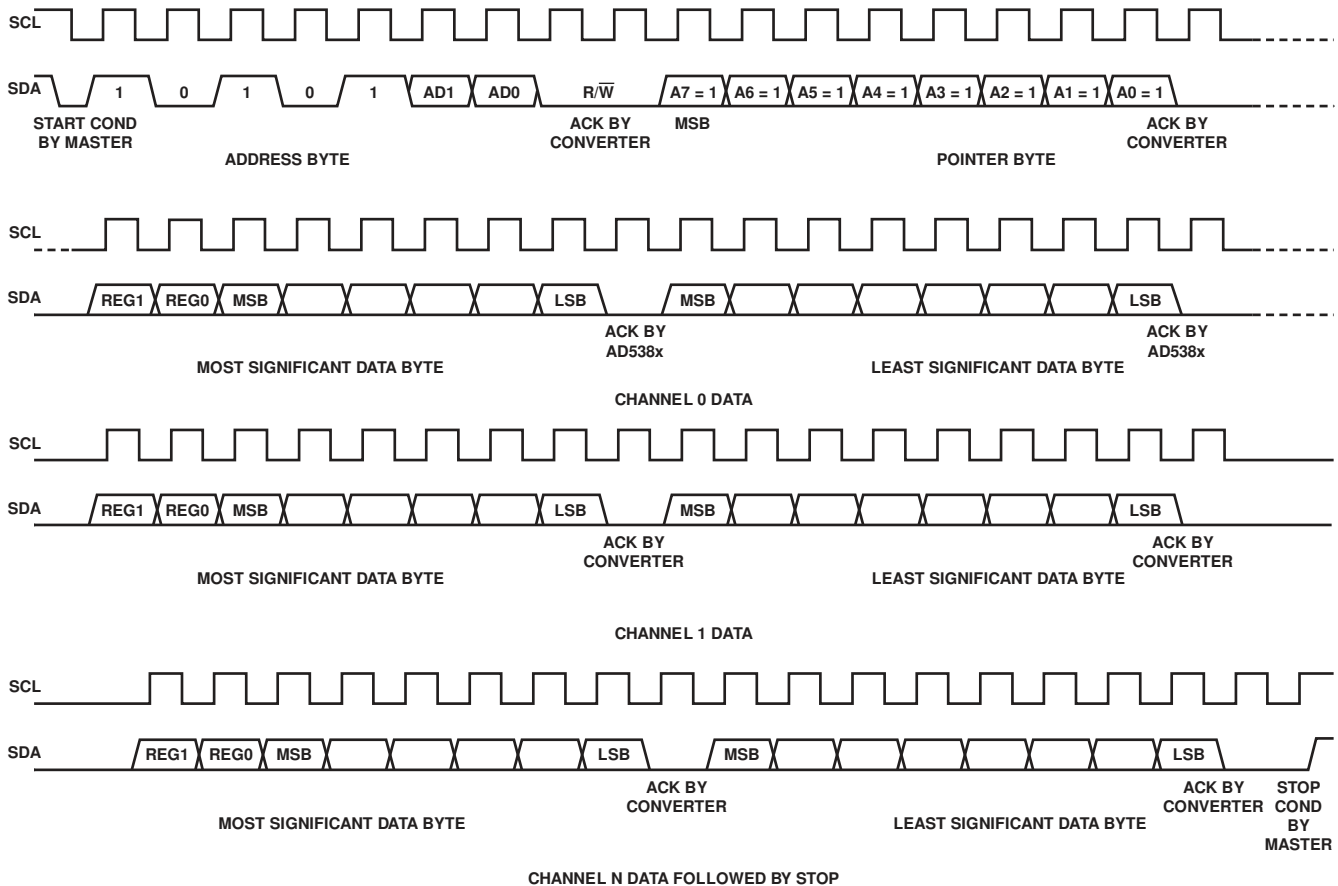 SCL
SDA 1 0 1 0 1 AD1 AD0 R/W̅ A7 = 1 A6 = 1 A5 = 1 A4 = 1 A3 = 1 A2 = 1 A1 = 1 A0 = 1
START COND BY MASTER
ACK BY CONVERTER
MSB
ACK BY CONVERTER
ADDRESS BYTE
POINTER BYTE
SCL
SDA REG1 REG0 MSB LSB MSB LSB
ACK BY AD538x
ACK BY AD538x
MOST SIGNIFICANT DATA BYTE
LEAST SIGNIFICANT DATA BYTE
CHANNEL 0 DATA
SCL
SDA REG1 REG0 MSB LSB MSB LSB
ACK BY CONVERTER
ACK BY CONVERTER
MOST SIGNIFICANT DATA BYTE
LEAST SIGNIFICANT DATA BYTE
CHANNEL 1 DATA
SCL
SDA REG1 REG0 MSB LSB MSB LSB
ACK BY CONVERTER
ACK BY CONVERTER
STOP COND BY MASTER
MOST SIGNIFICANT DATA BYTE
LEAST SIGNIFICANT DATA BYTE
CHANNEL N DATA FOLLOWED BY STOP